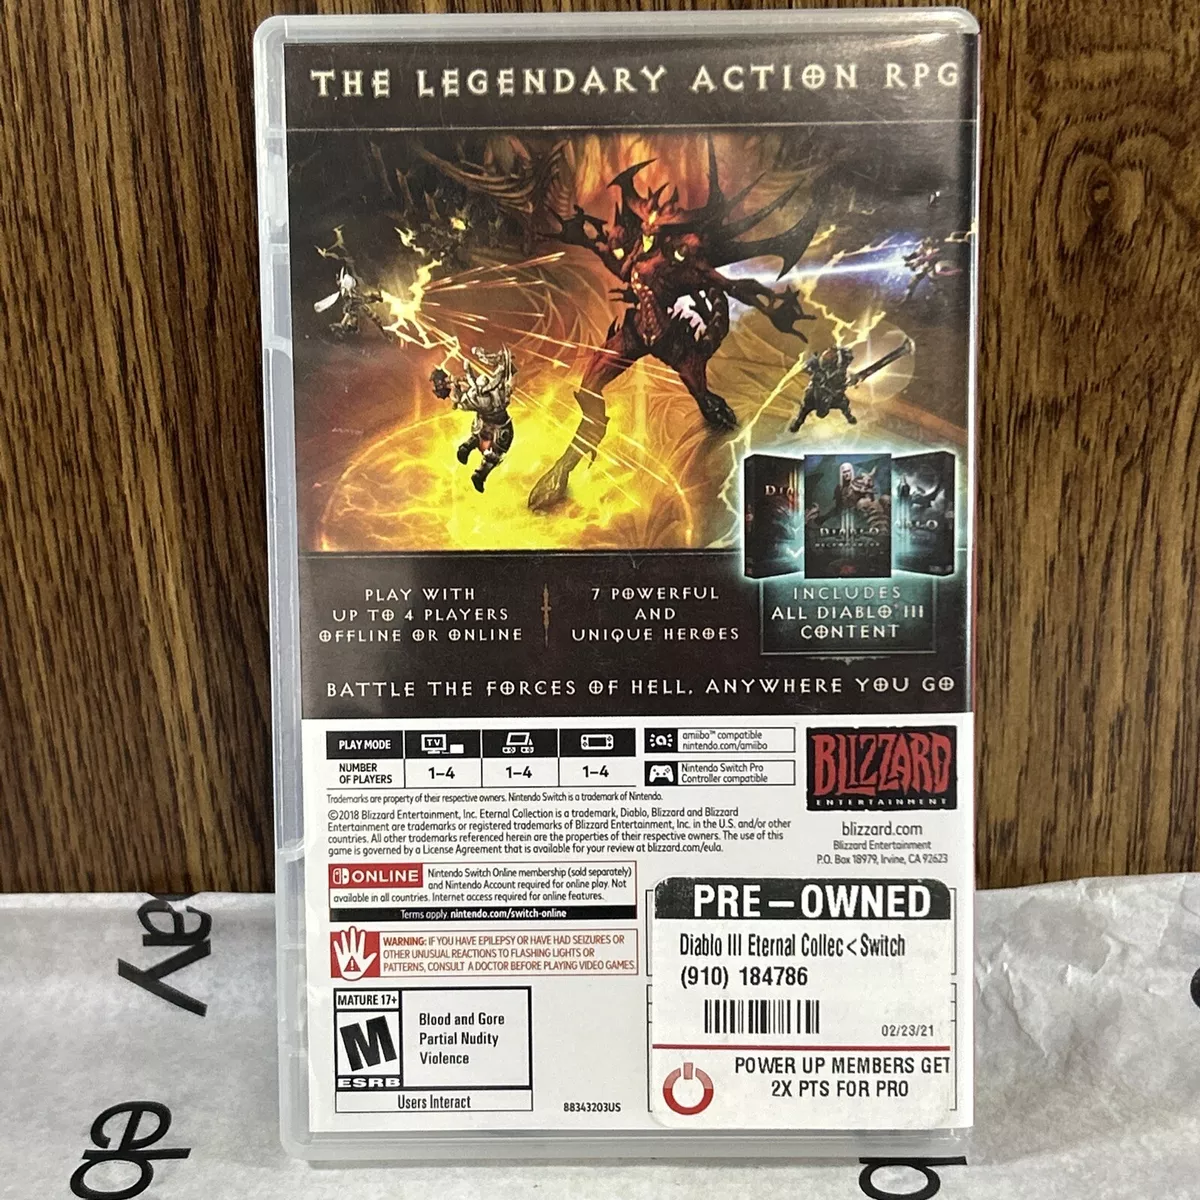 THE LEGENDARY ACTION RPG
DIABLO
PLAY WITH
UP TO 4 PLAYERS
OFFLINE OR ONLINE
7 POWERFUL
AND
UNIQUE HEROES
INCLUDES
ALL DIABLO® III
CONTENT
BATTLE THE FORCES OF HELL, ANYWHERE YOU GO
PLAY MODE
TV
NUMBER
OF PLAYERS
1–4
1–4
1–4
amiibo™ compatible
nintendo.com/amiibo
Nintendo Switch Pro
Controller compatible
BLIZZARD
ENTERTAINMENT
blizzard.com
Blizzard Entertainment
P.O. Box 18979, Irvine, CA 92623
Trademarks are property of their respective owners. Nintendo Switch is a trademark of Nintendo.
©2018 Blizzard Entertainment, Inc. Eternal Collection is a trademark, Diablo, Blizzard and Blizzard
Entertainment are trademarks or registered trademarks of Blizzard Entertainment, Inc. in the U.S. and/or other
countries. All other trademarks referenced herein are the properties of their respective owners. The use of this
game is governed by a License Agreement that is available for your review at blizzard.com/eula.
ONLINE
Nintendo Switch Online membership (sold separately)
and Nintendo Account required for online play. Not
available in all countries. Internet access required for online features.
Terms apply. nintendo.com/switch-online
WARNING: IF YOU HAVE EPILEPSY OR HAVE HAD SEIZURES OR
OTHER UNUSUAL REACTIONS TO FLASHING LIGHTS OR
PATTERNS, CONSULT A DOCTOR BEFORE PLAYING VIDEO GAMES.
MATURE 17+
M
ESRB
Blood and Gore
Partial Nudity
Violence
Users Interact
88343203US
PRE-OWNED
Diablo III Eternal Collec<Switch
(910) 184786
02/23/21
POWER UP MEMBERS GET
2X PTS FOR PRO
ay
eb
b